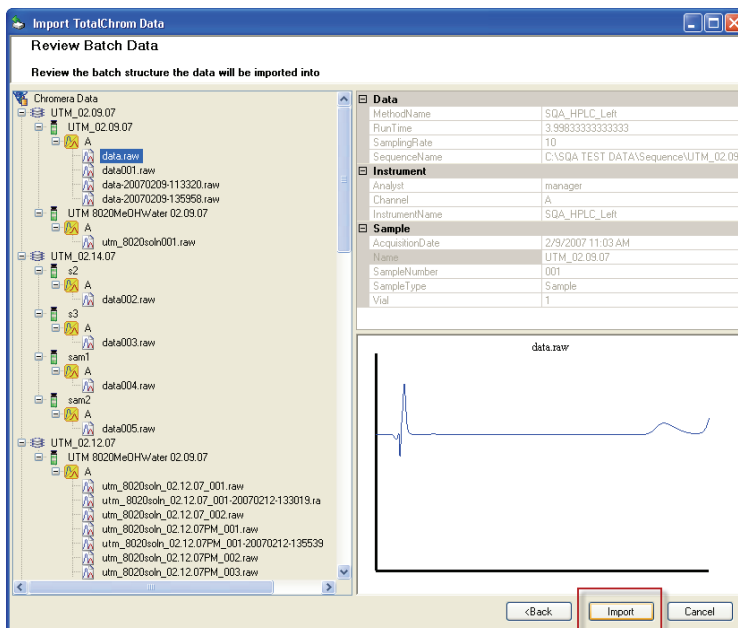 Import TotalChrom Data
Review Batch Data
Review the batch structure the data will be imported into
Chromera Data
UTM_02.09.07
UTM_02.09.07
A
data.raw
data001.raw
data-20070209-113320.raw
data-20070209-135958.raw
UTM 8020MeOHWater 02.09.07
A
utm_8020soln001.raw
UTM_02.14.07
s2
A
data002.raw
s3
A
data003.raw
sam1
A
data004.raw
sam2
A
data005.raw
UTM_02.12.07
UTM 8020MeOHWater 02.09.07
A
utm_8020soln_02.12.07_001.raw
utm_8020soln_02.12.07_001-20070212-133019.ra
utm_8020soln_02.12.07_002.raw
utm_8020soln_02.12.07PM_001.raw
utm_8020soln_02.12.07PM_001-20070212-135539
utm_8020soln_02.12.07PM_002.raw
utm_8020soln_02.12.07PM_003.raw
Data
MethodName SQA_HPLC_Left
RunTime 3.99833333333333
SamplingRate 10
SequenceName C:\SQA TEST DATA\Sequence\UTM_02.09
Instrument
Analyst manager
Channel A
InstrumentName SQA_HPLC_Left
Sample
AcquisitionDate 2/9/2007 11:03 AM
Name UTM_02.09.07
SampleNumber 001
SampleType Sample
Vial 1
data.raw
<Back Import Cancel